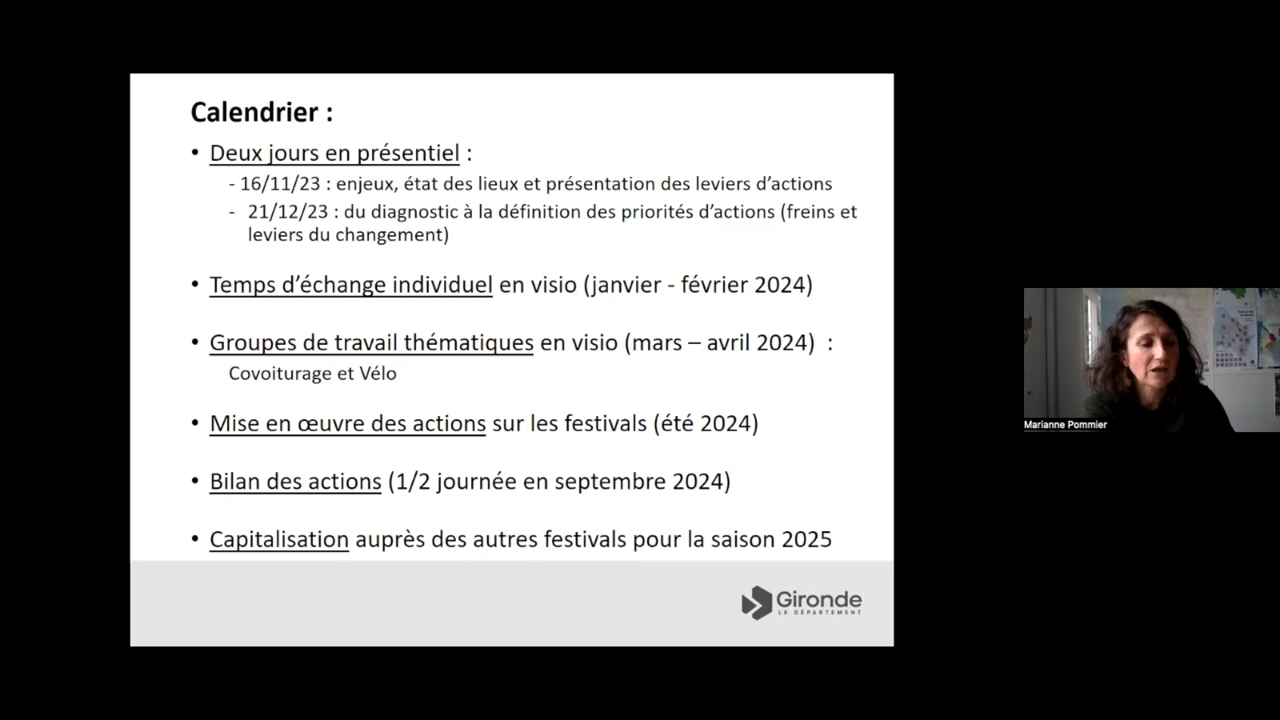 Calendrier :
• Deux jours en présentiel :
- 16/11/23 : enjeux, état des lieux et présentation des leviers d’actions
- 21/12/23 : du diagnostic à la définition des priorités d’actions (freins et
leviers du changement)
• Temps d’échange individuel en visio (janvier - février 2024)
• Groupes de travail thématiques en visio (mars – avril 2024) :
Covoiturage et Vélo
• Mise en œuvre des actions sur les festivals (été 2024)
• Bilan des actions (1/2 journée en septembre 2024)
• Capitalisation auprès des autres festivals pour la saison 2025
Gironde
LE DÉPARTEMENT
Marianne Pommier